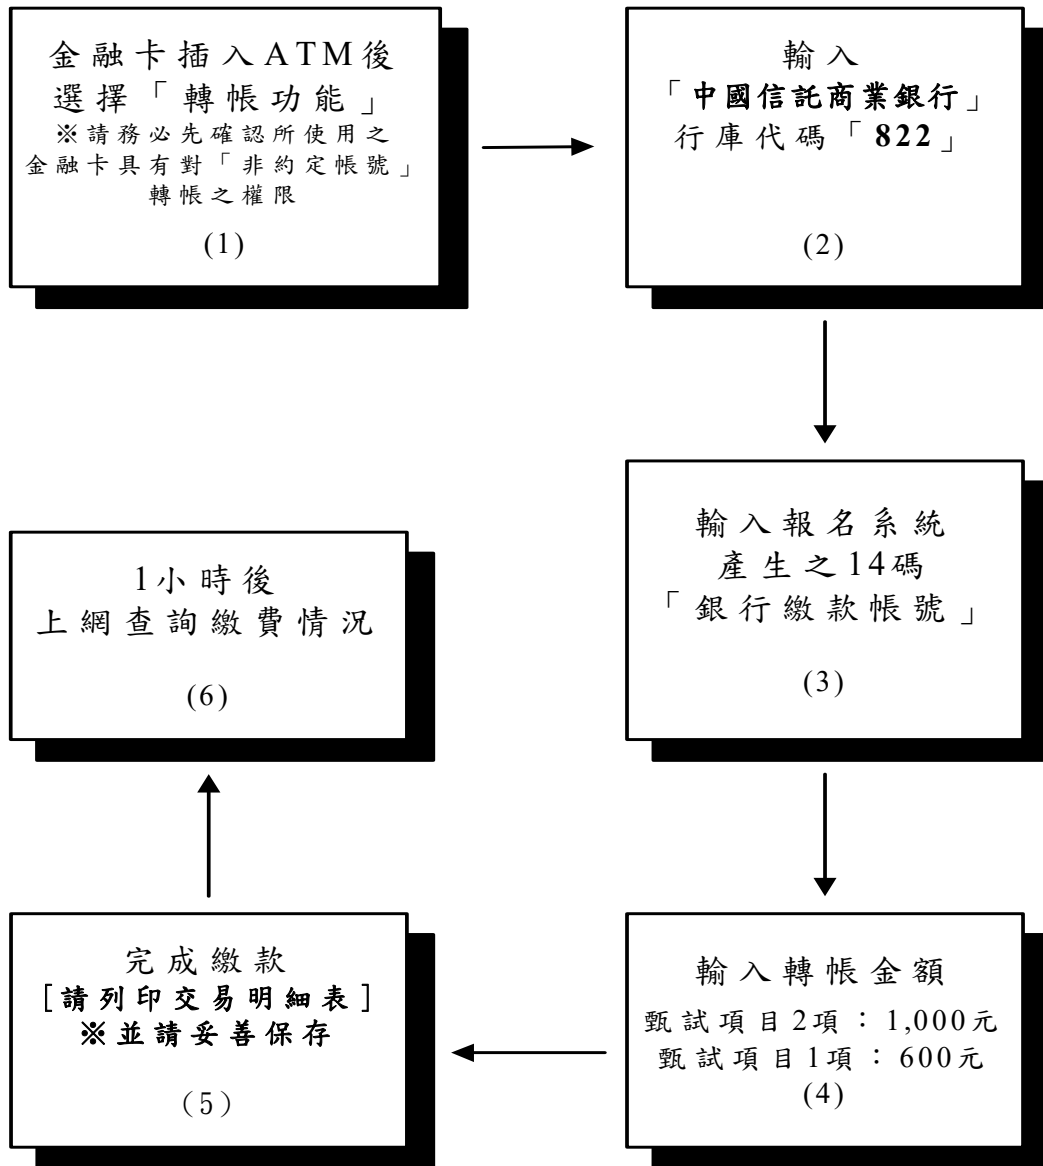 金融卡插入ATM後
選擇「轉帳功能」
※請務必先確認所使用之
金融卡具有對「非約定帳號」
轉帳之權限
(1)
輸入
「中國信託商業銀行」
行庫代碼「822」
(2)
輸入報名系統
產生之14碼
「銀行繳款帳號」
(3)
輸入轉帳金額
甄試項目2項：1,000元
甄試項目1項：600元
(4)
完成繳款
[請列印交易明細表]
※並請妥善保存
(5)
1小時後
上網查詢繳費情況
(6)